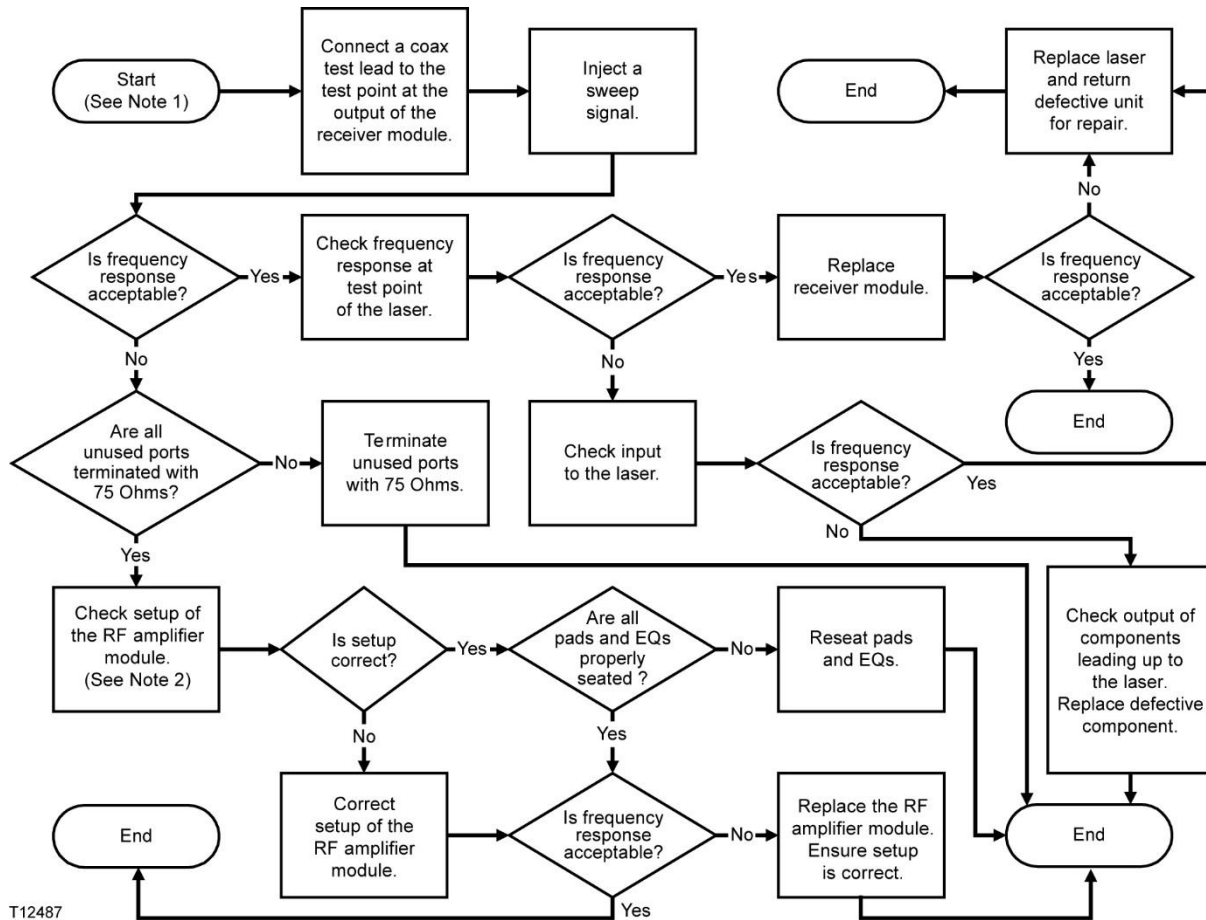 Start
(See Note 1)
Connect a coax
test lead to the
test point at the
output of the
receiver module.
Inject a
sweep
signal.
End
Replace laser
and return
defective unit
for repair.
No
Is frequency
response
acceptable?
Yes
Check frequency
response at
test point
of the laser.
Is frequency
response
acceptable?
Yes
Replace
receiver module.
Is frequency
response
acceptable?
No
No
Yes
End
Are all
unused ports
terminated with
75 Ohms?
No
Terminate
unused ports
with 75 Ohms.
Check input
to the laser.
Is frequency
response
acceptable?
Yes
No
Yes
Check setup of
the RF amplifier
module.
(See Note 2)
Is setup
correct?
Yes
Are all
pads and EQs
properly
seated ?
No
Reseat pads
and EQs.
Check output of
components
leading up to
the laser.
Replace defective
component.
No
Yes
End
Correct
setup of the
RF amplifier
module.
Is frequency
response
acceptable?
No
Replace the RF
amplifier module.
Ensure setup
is correct.
End
Yes
T12487